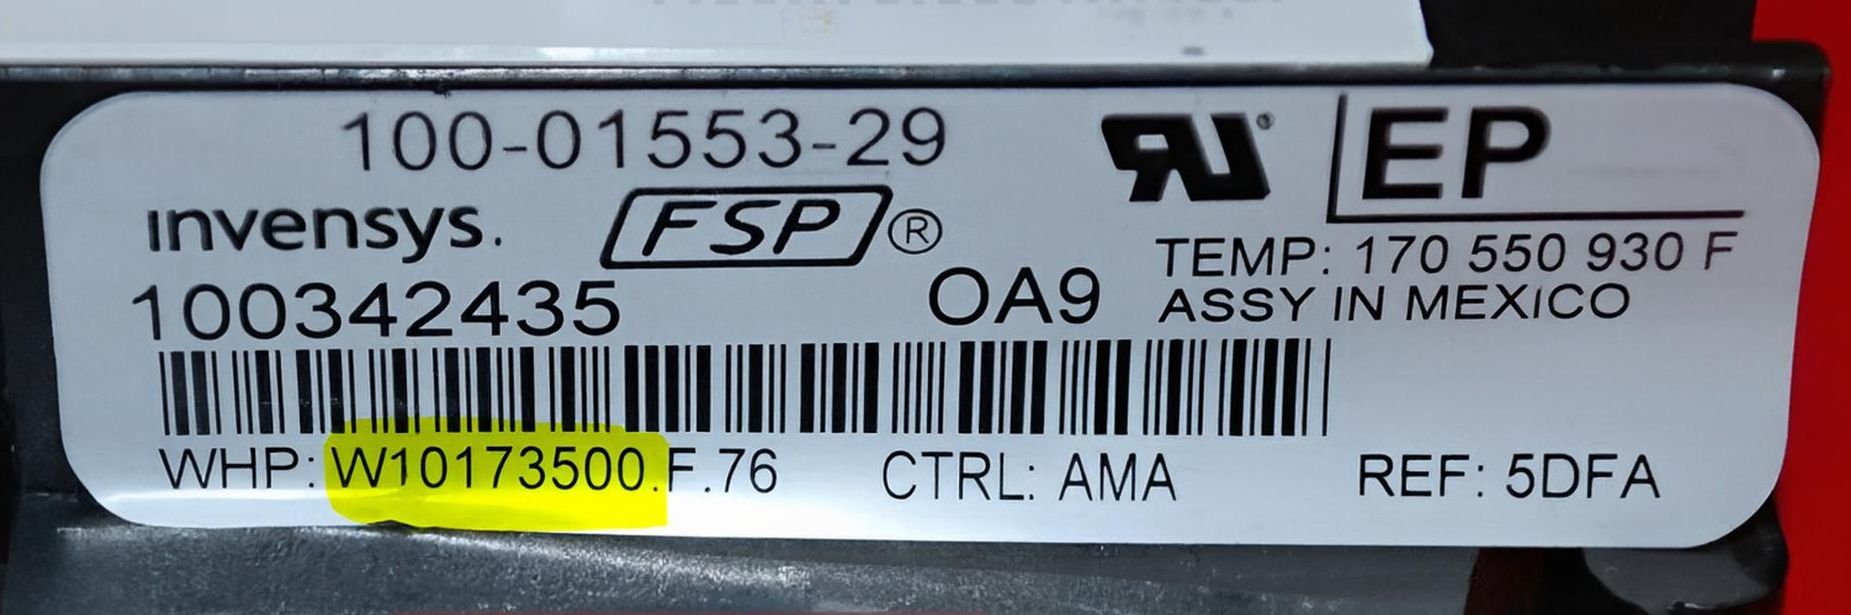 100-01553-29
invensys. FSP®
100342435 OA9
RU® EP
TEMP: 170 550 930 F
ASSY IN MEXICO
WHP: W10173500.F.76 CTRL: AMA REF: 5DFA